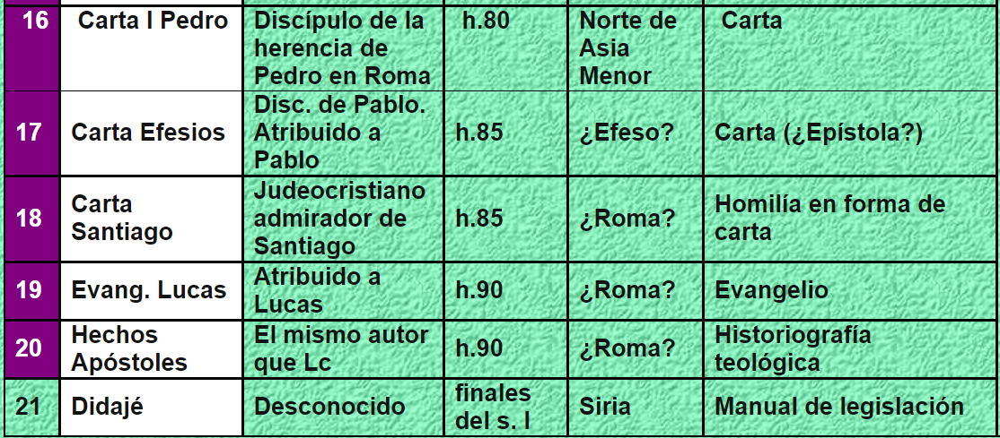 16 Carta I Pedro Discípulo de la herencia de Pedro en Roma h.80 Norte de Asia Menor Carta
17 Carta Efesios Disc. de Pablo. Atribuido a Pablo h.85 ¿Efeso? Carta (¿Epístola?)
18 Carta Santiago Judeocristiano admirador de Santiago h.85 ¿Roma? Homilía en forma de carta
19 Evang. Lucas Atribuido a Lucas h.90 ¿Roma? Evangelio
20 Hechos Apóstoles El mismo autor que Lc h.90 ¿Roma? Historiografía teológica
21 Didajé Desconocido finales del s. I Siria Manual de legislación